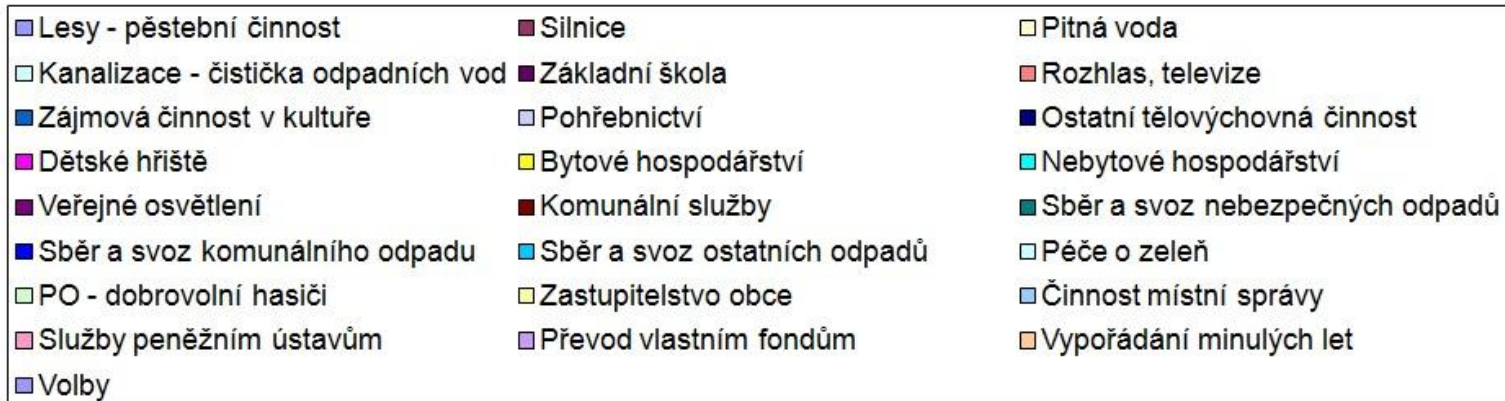 Lesy - pěstební činnost Silnice Pitná voda
Kanalizace - čistička odpadních vod Základní škola Rozhlas, televize
Zájmová činnost v kultuře Pohřebnictví Ostatní tělovýchovná činnost
Dětské hřiště Bytové hospodářství Nebytové hospodářství
Veřejné osvětlení Komunální služby Sběr a svoz nebezpečných odpadů
Sběr a svoz komunálního odpadu Sběr a svoz ostatních odpadů Péče o zeleň
PO - dobrovolní hasiči Zastupitelstvo obce Činnost místní správy
Služby peněžním ústavům Převod vlastním fondům Vypořádání minulých let
Volby